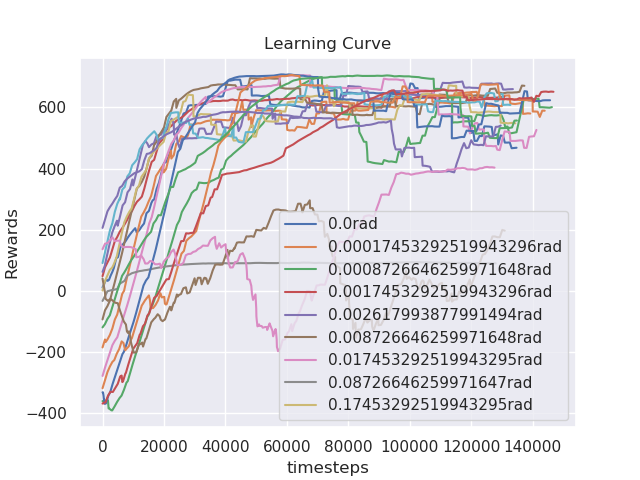 Learning Curve
Rewards
600
400
200
0
−200
−400
0.0rad
0.00017453292519943296rad
0.0008726646259971648rad
0.0017453292519943296rad
0.002617993877991494rad
0.008726646259971648rad
0.017453292519943295rad
0.08726646259971647rad
0.17453292519943295rad
0 20000 40000 60000 80000 100000 120000 140000
timesteps